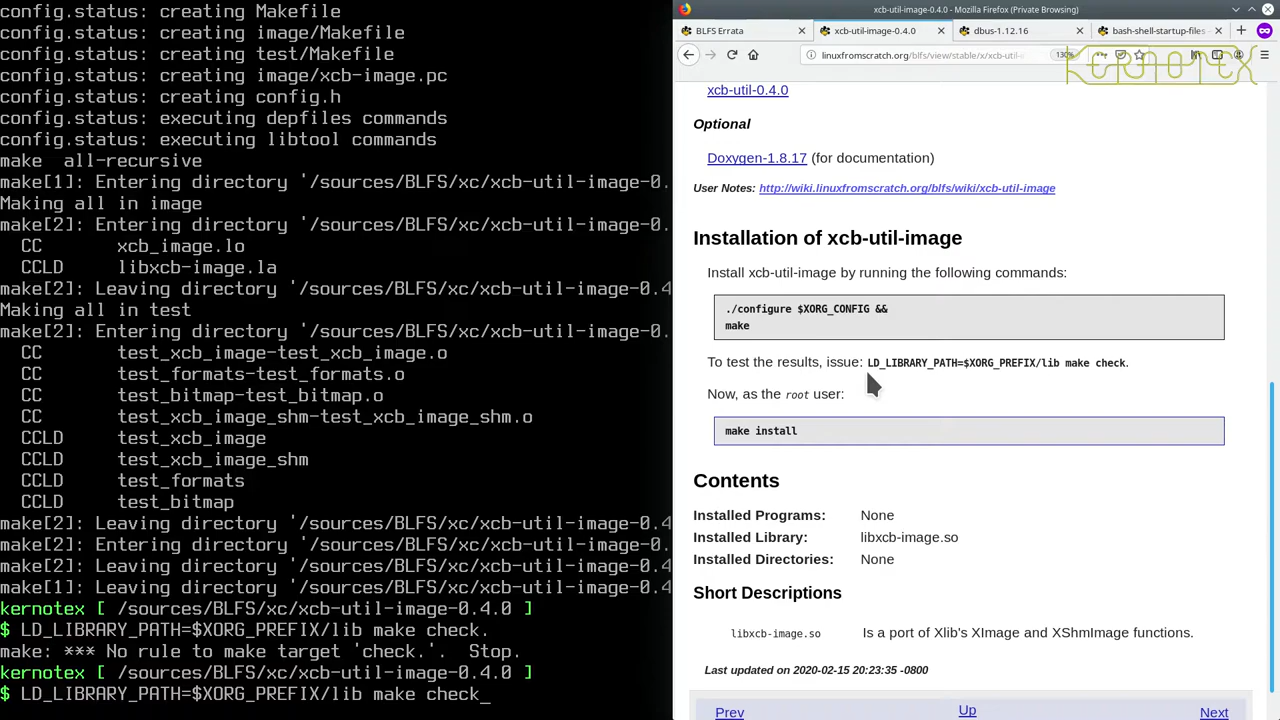 config.status: creating Makefile
config.status: creating image/Makefile
config.status: creating test/Makefile
config.status: creating image/xcb-image.pc
config.status: creating config.h
config.status: executing depfiles commands
config.status: executing libtool commands
make  all-recursive
make[1]: Entering directory '/sources/BLFS/xc/xcb-util-image-0.
Making all in image
make[2]: Entering directory '/sources/BLFS/xc/xcb-util-image-0.
CC xcb_image.lo
CCLD libxcb-image.la
make[2]: Leaving directory '/sources/BLFS/xc/xcb-util-image-0.4
Making all in test
make[2]: Entering directory '/sources/BLFS/xc/xcb-util-image-0.
CC test_xcb_image-test_xcb_image.o
CC test_formats-test_formats.o
CC test_bitmap-test_bitmap.o
CC test_xcb_image_shm-test_xcb_image_shm.o
CCLD test_xcb_image
CCLD test_xcb_image_shm
CCLD test_formats
CCLD test_bitmap
make[2]: Leaving directory '/sources/BLFS/xc/xcb-util-image-0.4
make[2]: Entering directory '/sources/BLFS/xc/xcb-util-image-0.
make[2]: Leaving directory '/sources/BLFS/xc/xcb-util-image-0.4
make[1]: Leaving directory '/sources/BLFS/xc/xcb-util-image-0.4
kernotex [ /sources/BLFS/xc/xcb-util-image-0.4.0 ]
$ LD_LIBRARY_PATH=$XORG_PREFIX/lib make check.
make: *** No rule to make target 'check.'.  Stop.
kernotex [ /sources/BLFS/xc/xcb-util-image-0.4.0 ]
$ LD_LIBRARY_PATH=$XORG_PREFIX/lib make check_
xcb-util-image-0.4.0 - Mozilla Firefox (Private Browsing)
BLFS Errata
xcb-util-image-0.4.0
dbus-1.12.16
bash-shell-startup-files
linuxfromscratch.org/blfs/view/stable/x/xcb-util-
130%
KERNOTEX
xcb-util-0.4.0
Optional
Doxygen-1.8.17 (for documentation)
User Notes: http://wiki.linuxfromscratch.org/blfs/wiki/xcb-util-image
Installation of xcb-util-image
Install xcb-util-image by running the following commands:
./configure $XORG_CONFIG &&
make
To test the results, issue: LD_LIBRARY_PATH=$XORG_PREFIX/lib make check.
Now, as the root user:
make install
Contents
Installed Programs: None
Installed Library: libxcb-image.so
Installed Directories: None
Short Descriptions
libxcb-image.so Is a port of Xlib's XImage and XShmImage functions.
Last updated on 2020-02-15 20:23:35 -0800
Prev
Up
Next